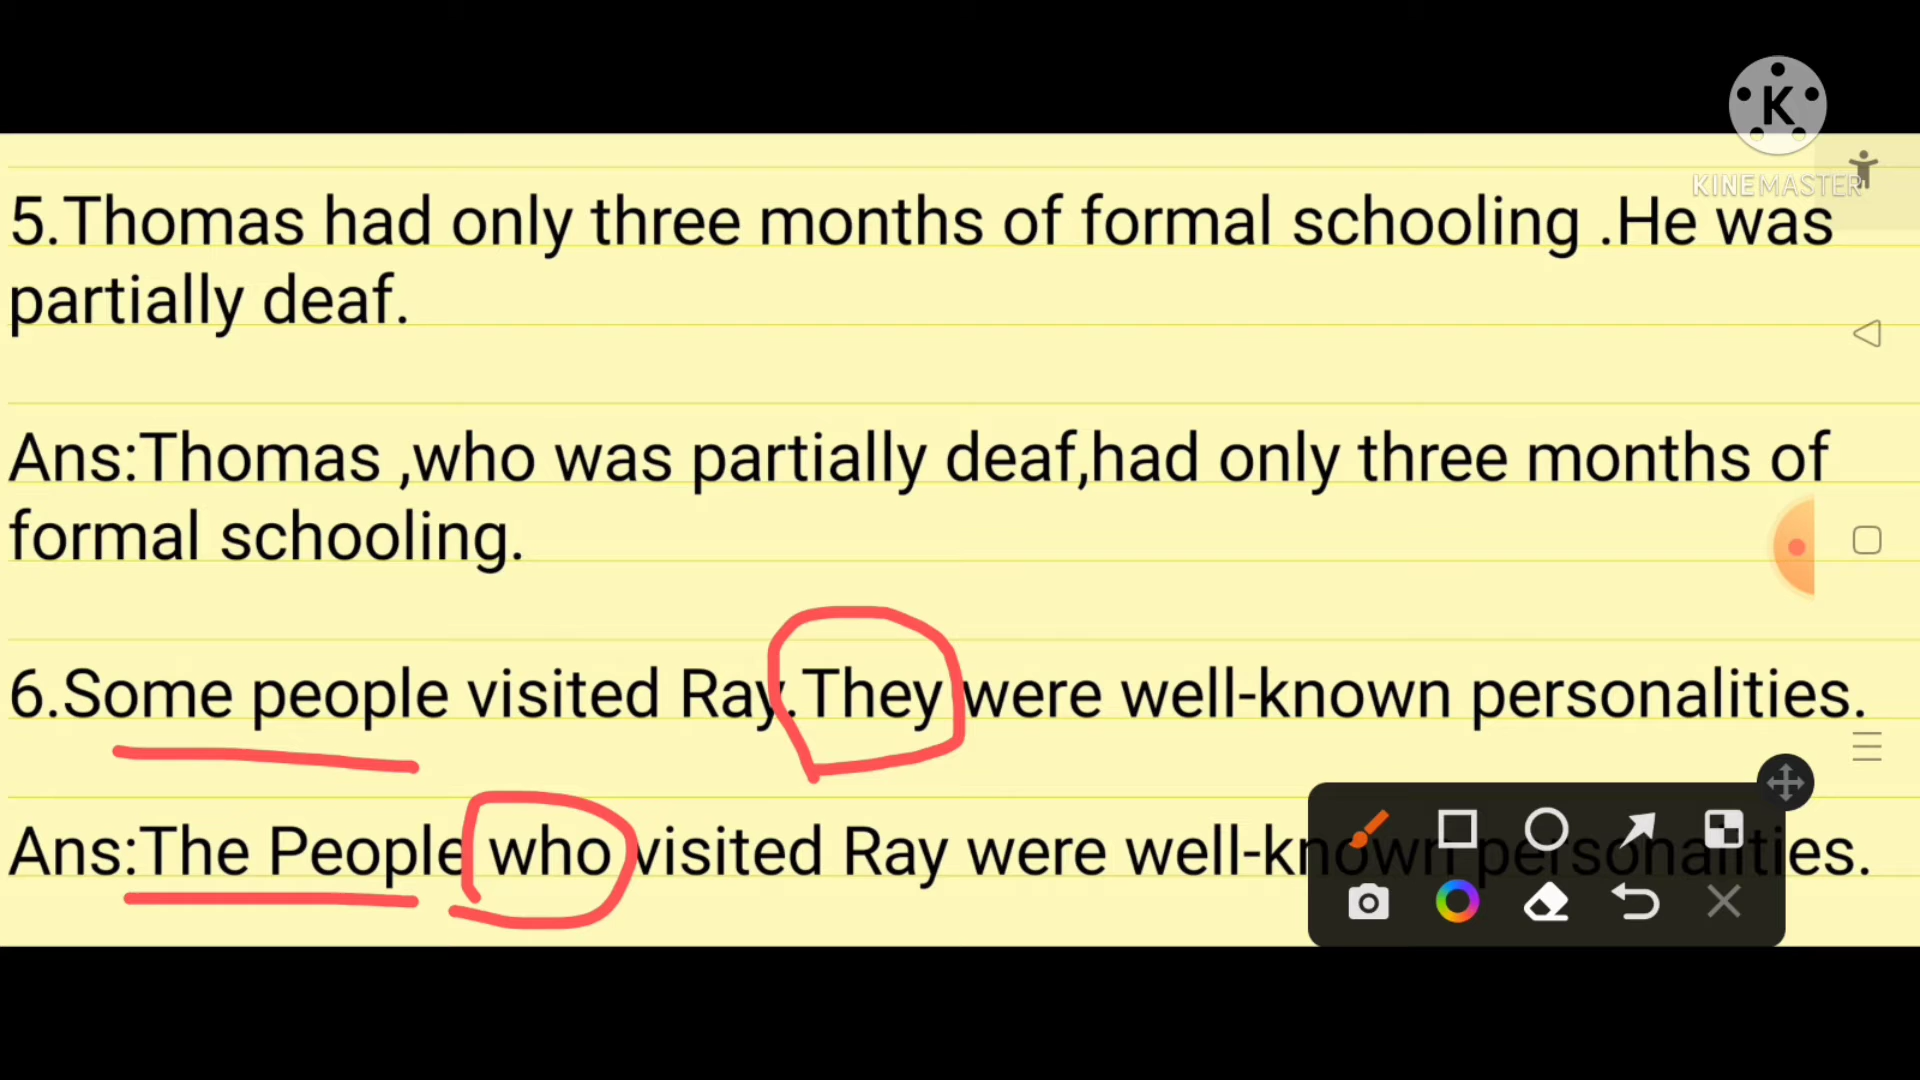 KINEMASTER
5.Thomas had only three months of formal schooling .He was
partially deaf.
Ans:Thomas ,who was partially deaf,had only three months of
formal schooling.
6.Some people visited Ray.They were well-known personalities.
Ans:The People who visited Ray were well-known personalities.